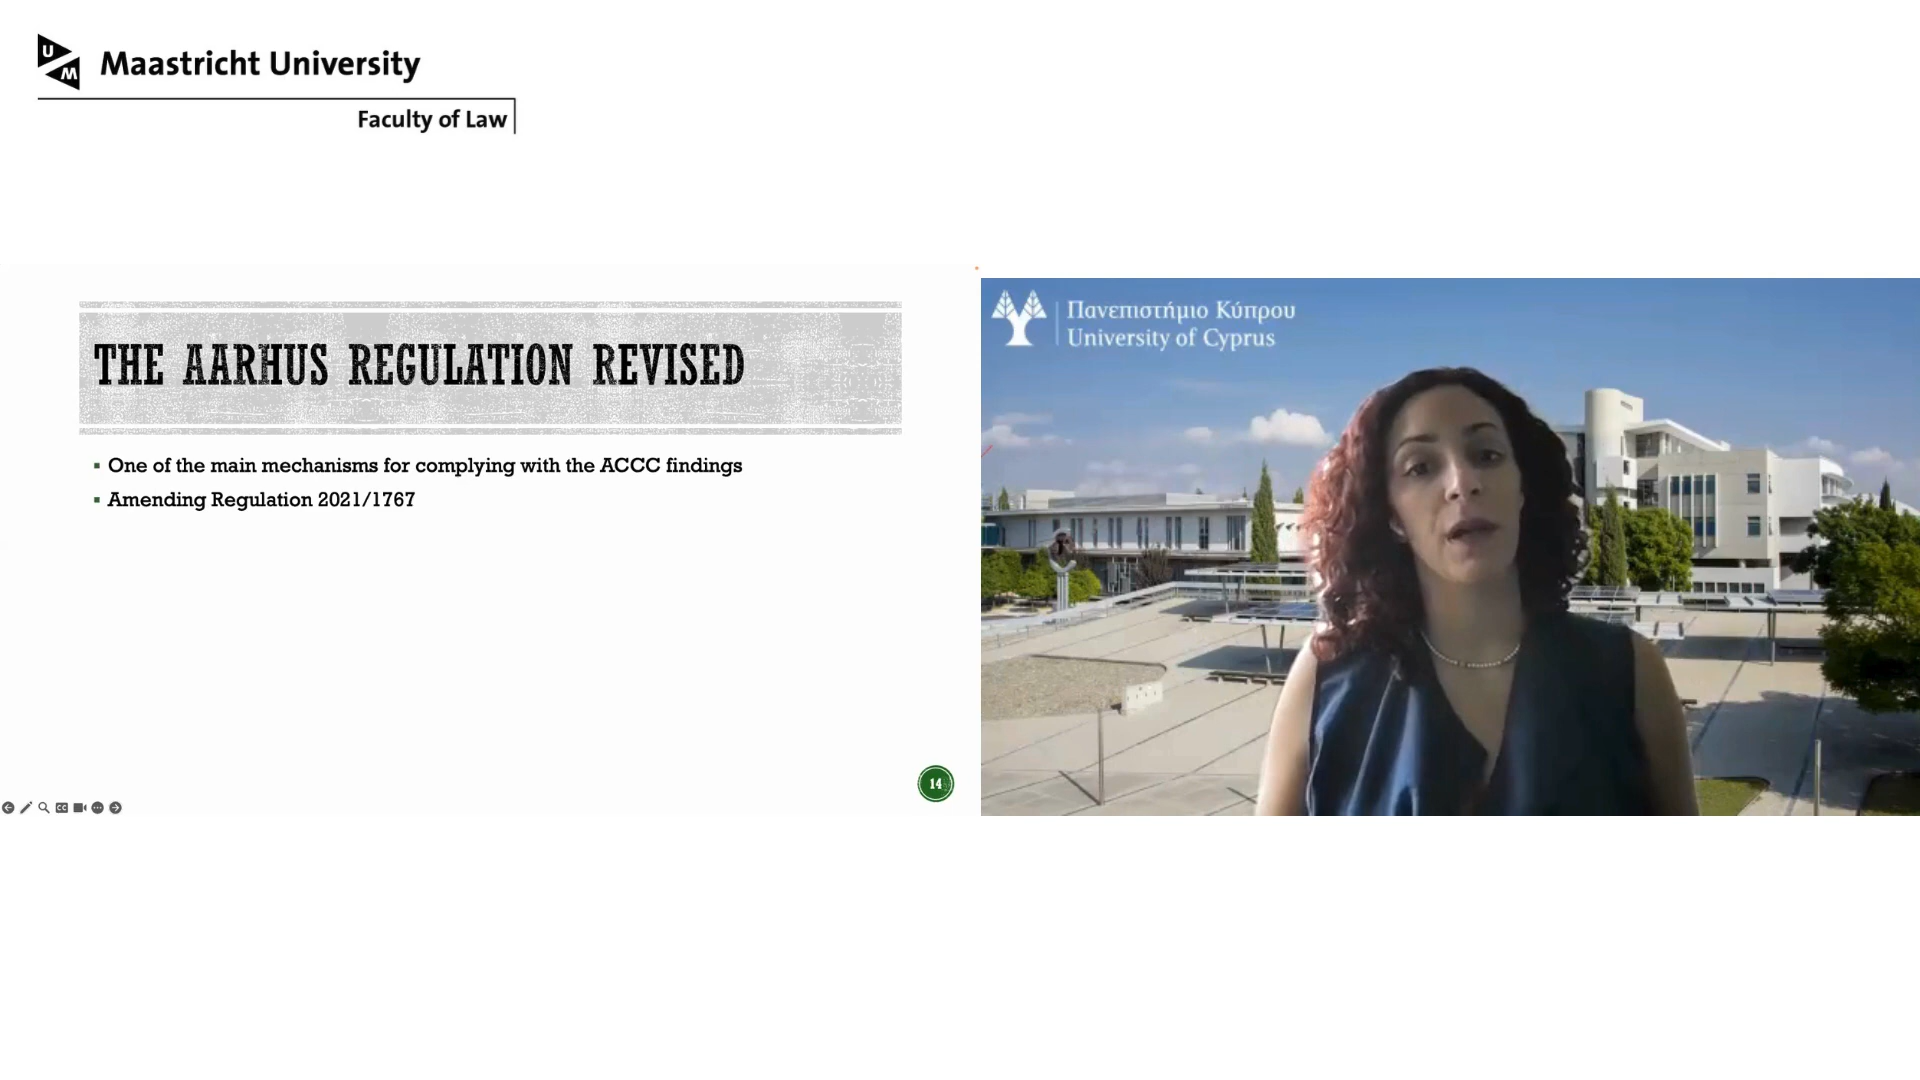 U
M
Maastricht University
Faculty of Law
THE AARHUS REGULATION REVISED
One of the main mechanisms for complying with the ACCC findings
Amending Regulation 2021/1767
14
CC
Πανεπιστήμιο Κύπρου
University of Cyprus